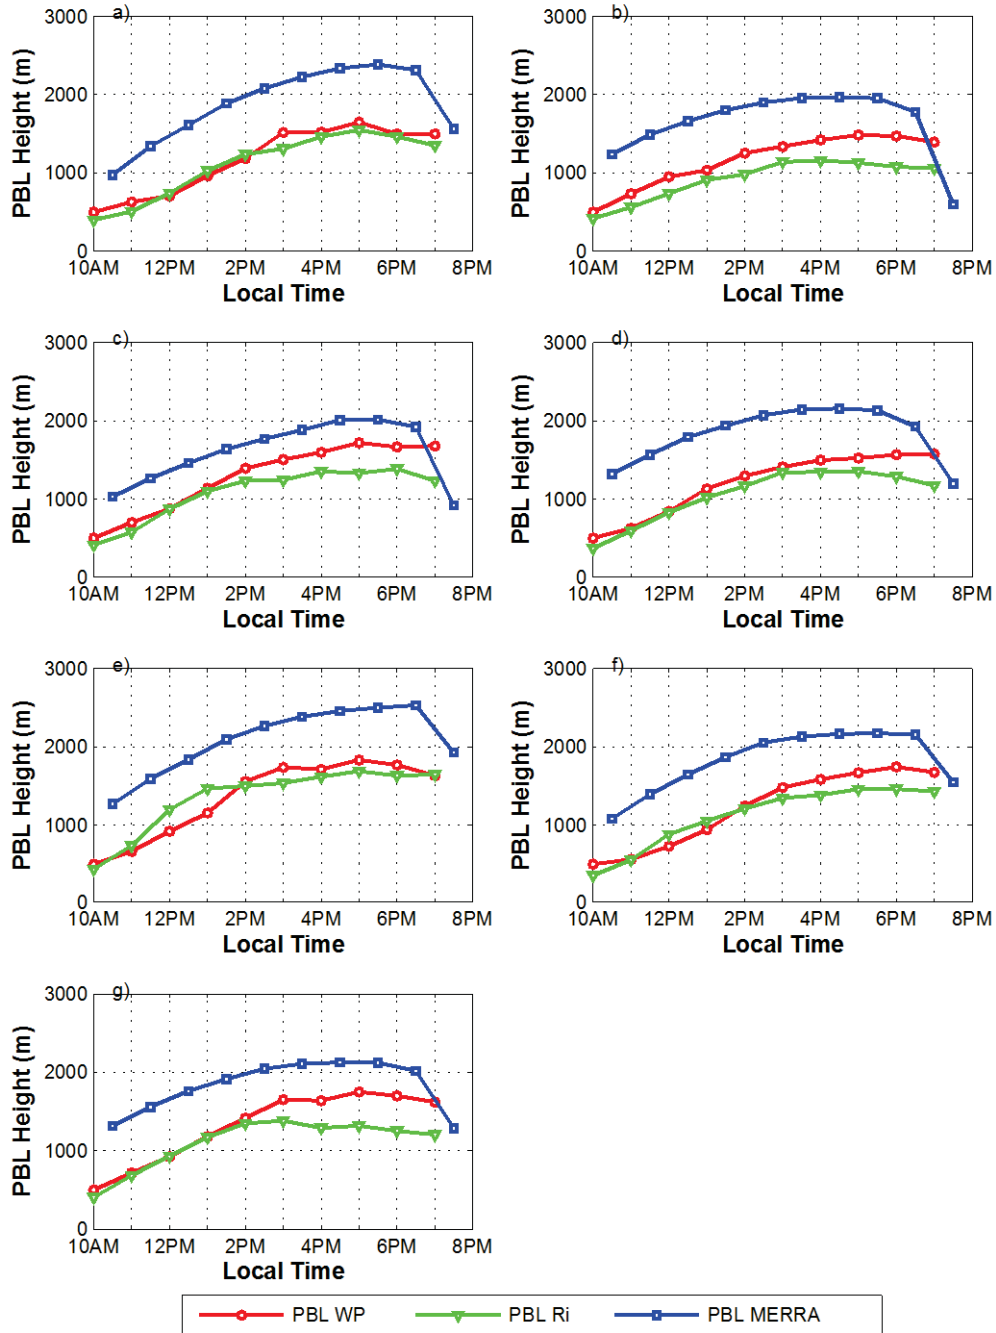 a)
3000
2000
1000
0
PBL Height (m)
10AM 12PM 2PM 4PM 6PM 8PM
Local Time
b)
3000
2000
1000
0
PBL Height (m)
10AM 12PM 2PM 4PM 6PM 8PM
Local Time
c)
3000
2000
1000
0
PBL Height (m)
10AM 12PM 2PM 4PM 6PM 8PM
Local Time
d)
3000
2000
1000
0
PBL Height (m)
10AM 12PM 2PM 4PM 6PM 8PM
Local Time
e)
3000
2000
1000
0
PBL Height (m)
10AM 12PM 2PM 4PM 6PM 8PM
Local Time
f)
3000
2000
1000
0
PBL Height (m)
10AM 12PM 2PM 4PM 6PM 8PM
Local Time
g)
3000
2000
1000
0
PBL Height (m)
10AM 12PM 2PM 4PM 6PM 8PM
Local Time
PBL WP PBL Ri PBL MERRA